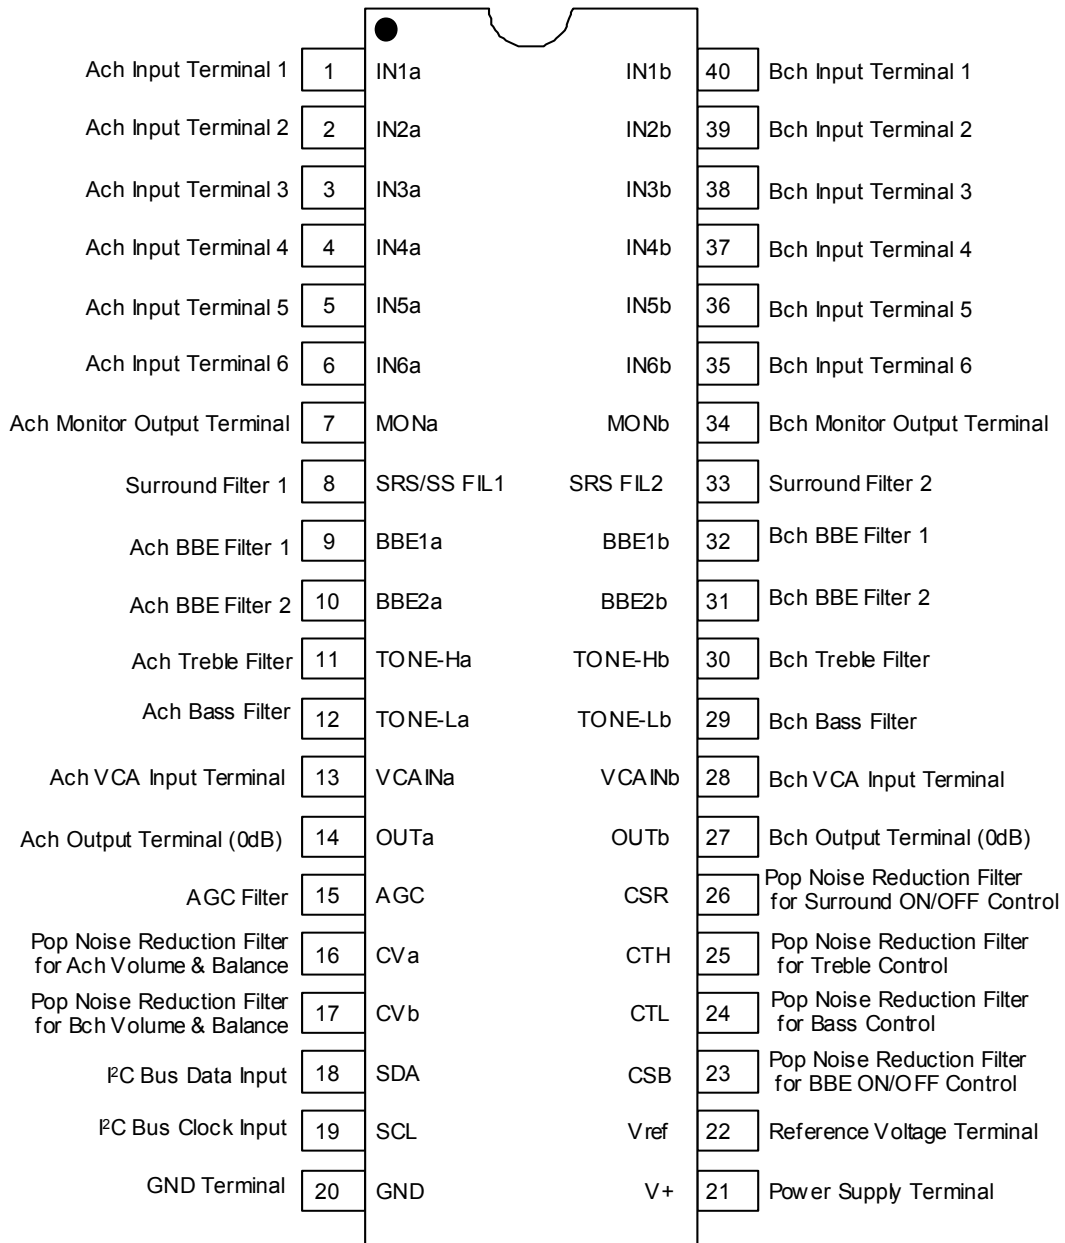 Ach Input Terminal 1 1 IN1a IN1b 40 Bch Input Terminal 1
Ach Input Terminal 2 2 IN2a IN2b 39 Bch Input Terminal 2
Ach Input Terminal 3 3 IN3a IN3b 38 Bch Input Terminal 3
Ach Input Terminal 4 4 IN4a IN4b 37 Bch Input Terminal 4
Ach Input Terminal 5 5 IN5a IN5b 36 Bch Input Terminal 5
Ach Input Terminal 6 6 IN6a IN6b 35 Bch Input Terminal 6
Ach Monitor Output Terminal 7 MONa MONb 34 Bch Monitor Output Terminal
Surround Filter 1 8 SRS/SS FIL1 SRS FIL2 33 Surround Filter 2
Ach BBE Filter 1 9 BBE1a BBE1b 32 Bch BBE Filter 1
Ach BBE Filter 2 10 BBE2a BBE2b 31 Bch BBE Filter 2
Ach Treble Filter 11 TONE-Ha TONE-Hb 30 Bch Treble Filter
Ach Bass Filter 12 TONE-La TONE-Lb 29 Bch Bass Filter
Ach VCA Input Terminal 13 VCAINa VCAINb 28 Bch VCA Input Terminal
Ach Output Terminal (0dB) 14 OUTa OUTb 27 Bch Output Terminal (0dB)
AGC Filter 15 AGC CSR 26 Pop Noise Reduction Filter
for Surround ON/OFF Control
Pop Noise Reduction Filter
for Ach Volume & Balance 16 CVa CTH 25 Pop Noise Reduction Filter
for Treble Control
Pop Noise Reduction Filter
for Bch Volume & Balance 17 CVb CTL 24 Pop Noise Reduction Filter
for Bass Control
I²C Bus Data Input 18 SDA CSB 23 Pop Noise Reduction Filter
for BBE ON/OFF Control
I²C Bus Clock Input 19 SCL Vref 22 Reference Voltage Terminal
GND Terminal 20 GND V+ 21 Power Supply Terminal